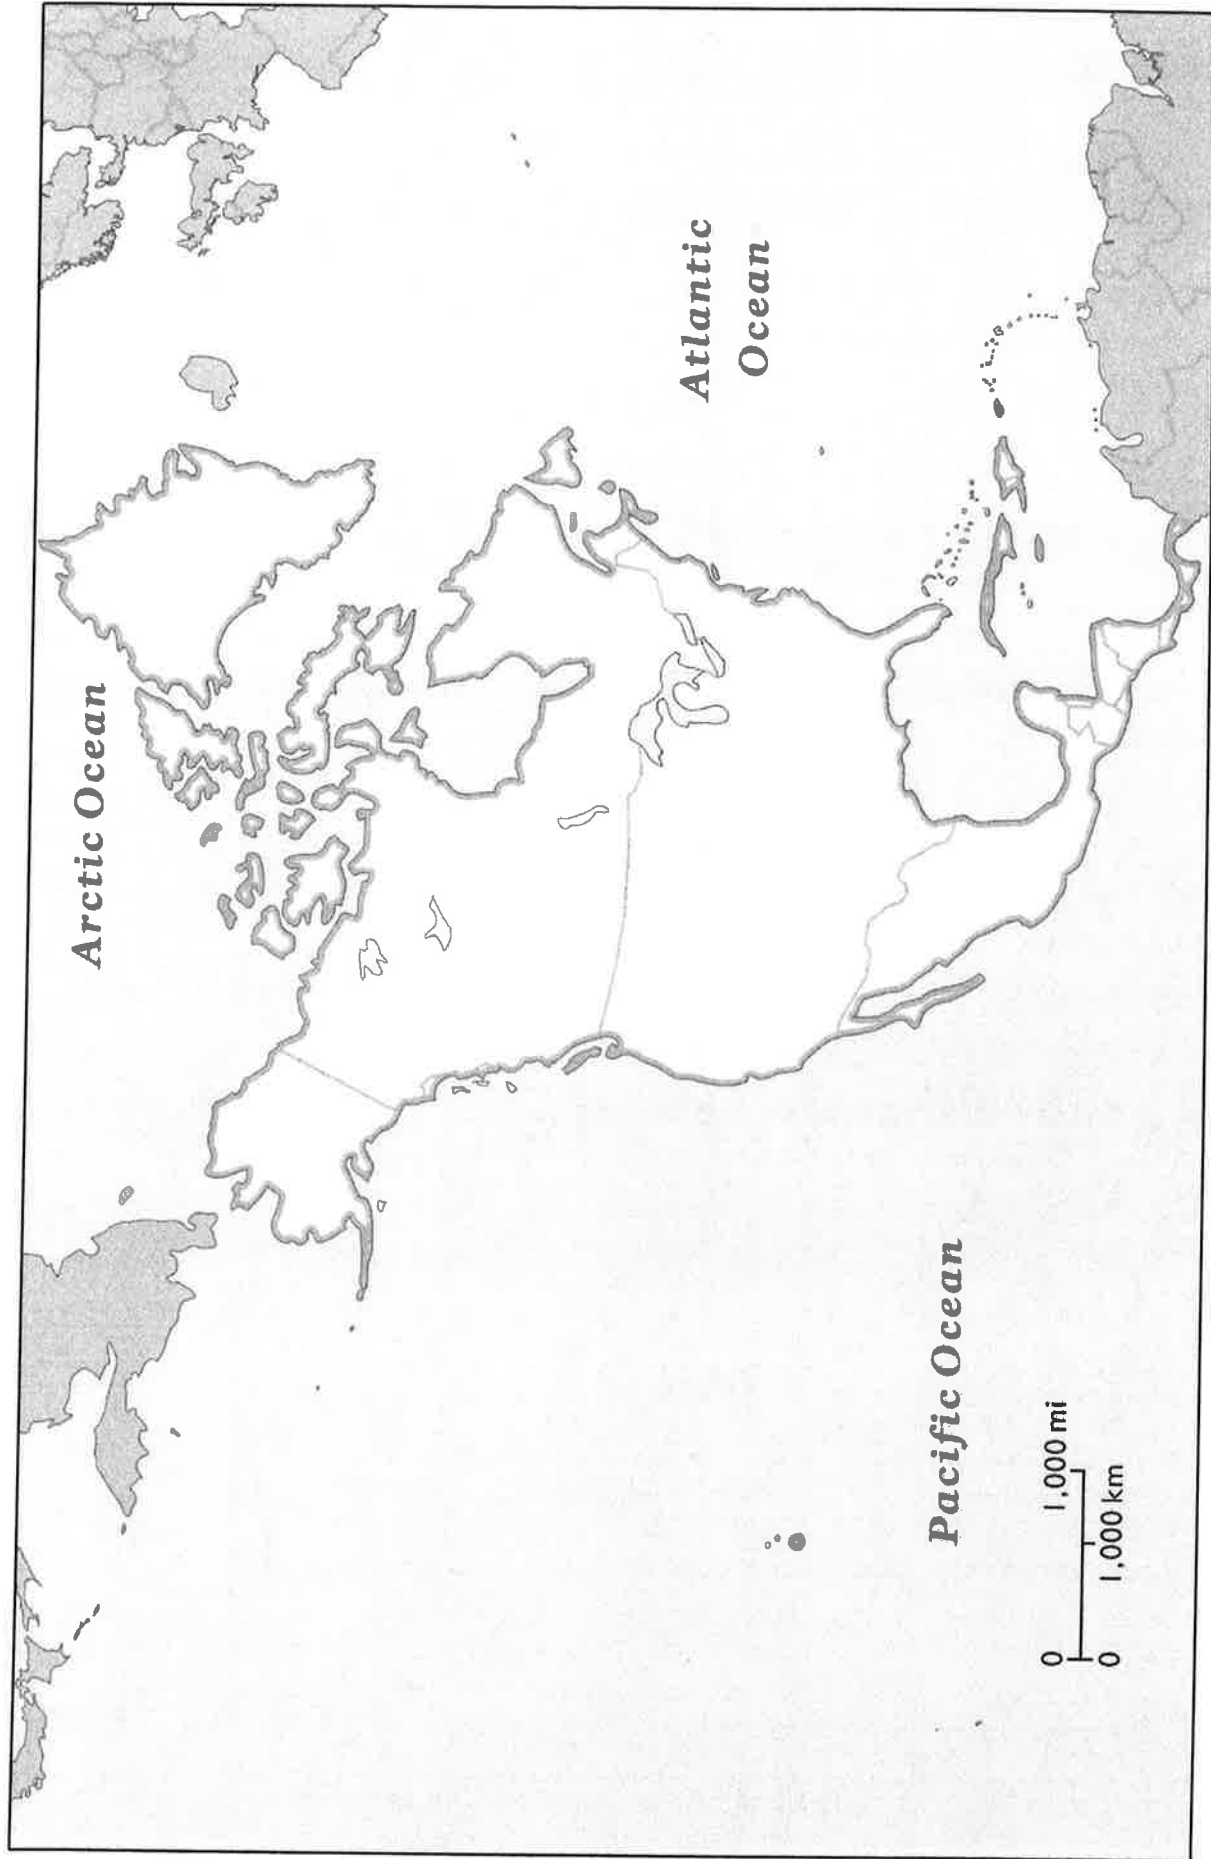 Arctic Ocean
Atlantic
Ocean
Pacific Ocean
0 1,000 mi
0 1,000 km